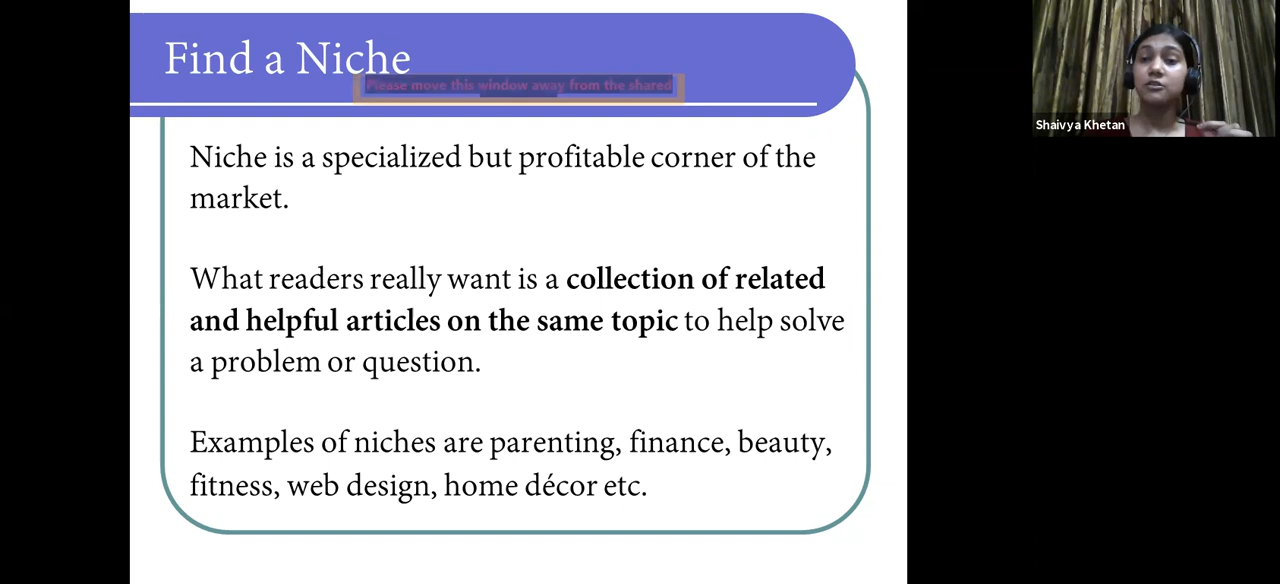 Find a Niche
Please move this window away from the shared
Niche is a specialized but profitable corner of the
market.
What readers really want is a collection of related
and helpful articles on the same topic to help solve
a problem or question.
Examples of niches are parenting, finance, beauty,
fitness, web design, home décor etc.
Shaivya Khetan